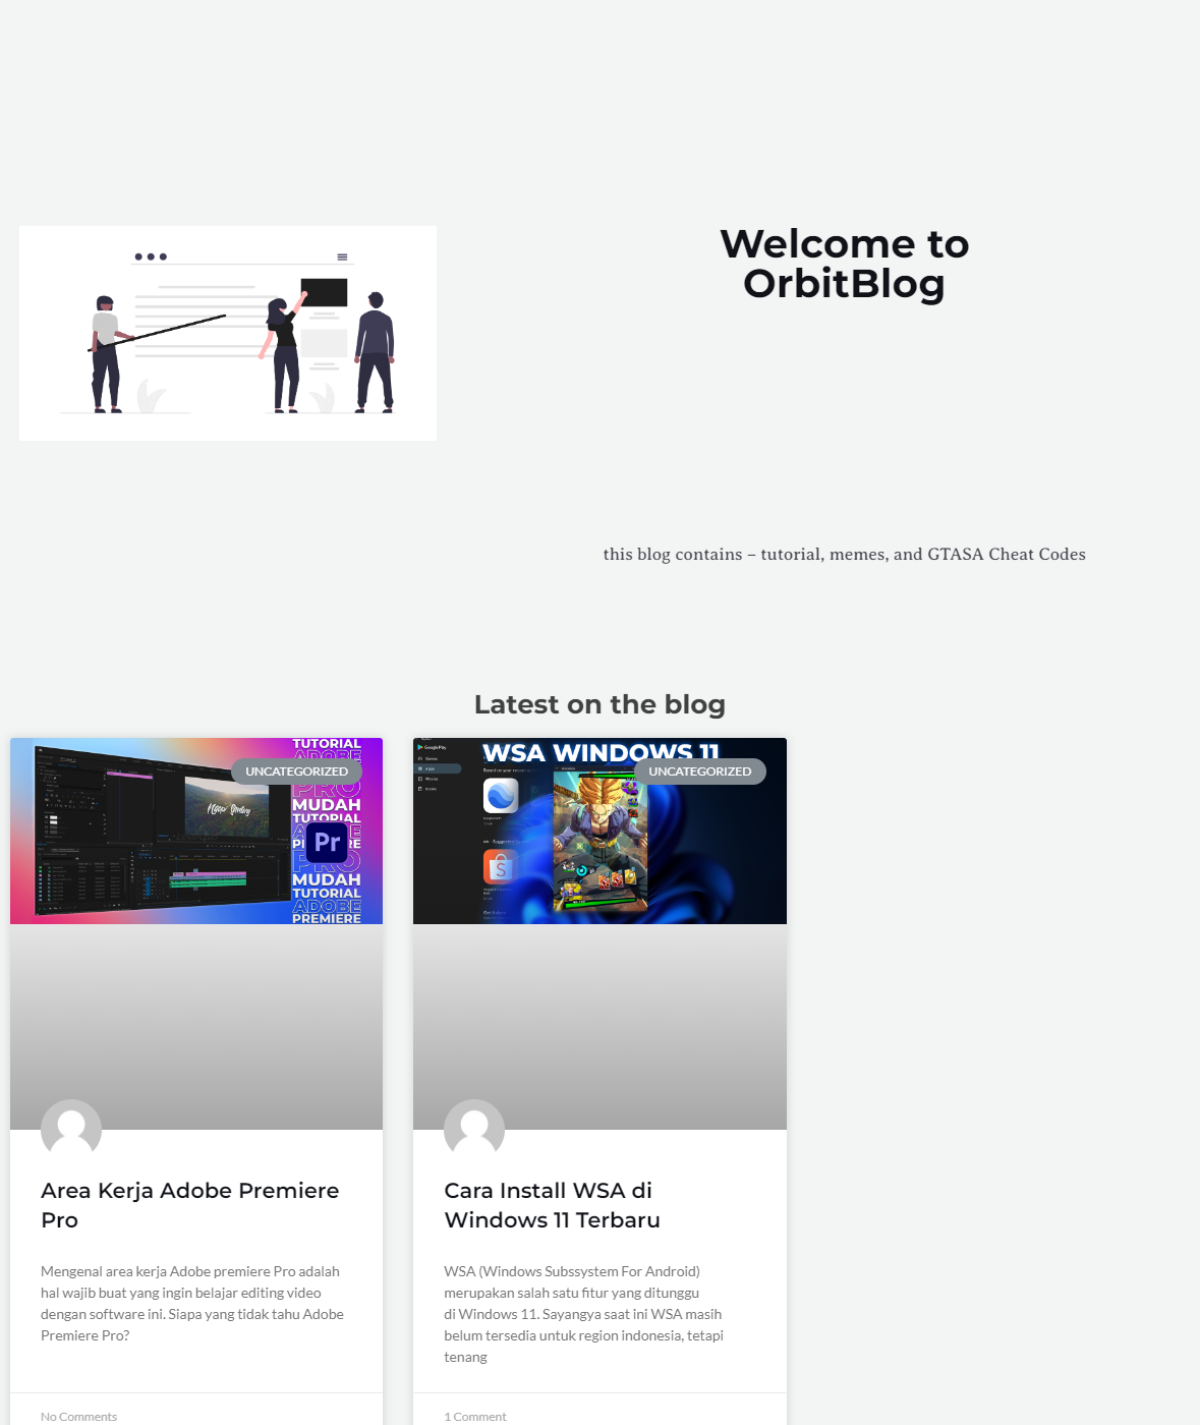 Welcome to
OrbitBlog
this blog contains – tutorial, memes, and GTASA Cheat Codes
Latest on the blog
TUTORIAL
ADOBE
UNCATEGORIZED
PRO
MUDAH
TUTORIAL
Pr
PRO
MUDAH
TUTORIAL
ADOBE
PREMIERE
WSA WINDOWS 11
UNCATEGORIZED
Google Play
Area Kerja Adobe Premiere
Pro
Mengenal area kerja Adobe premiere Pro adalah
hal wajib buat yang ingin belajar editing video
dengan software ini. Siapa yang tidak tahu Adobe
Premiere Pro?
No Comments
Cara Install WSA di
Windows 11 Terbaru
WSA (Windows Subssystem For Android)
merupakan salah satu fitur yang ditunggu
di Windows 11. Sayangya saat ini WSA masih
belum tersedia untuk region indonesia, tetapi
tenang
1 Comment